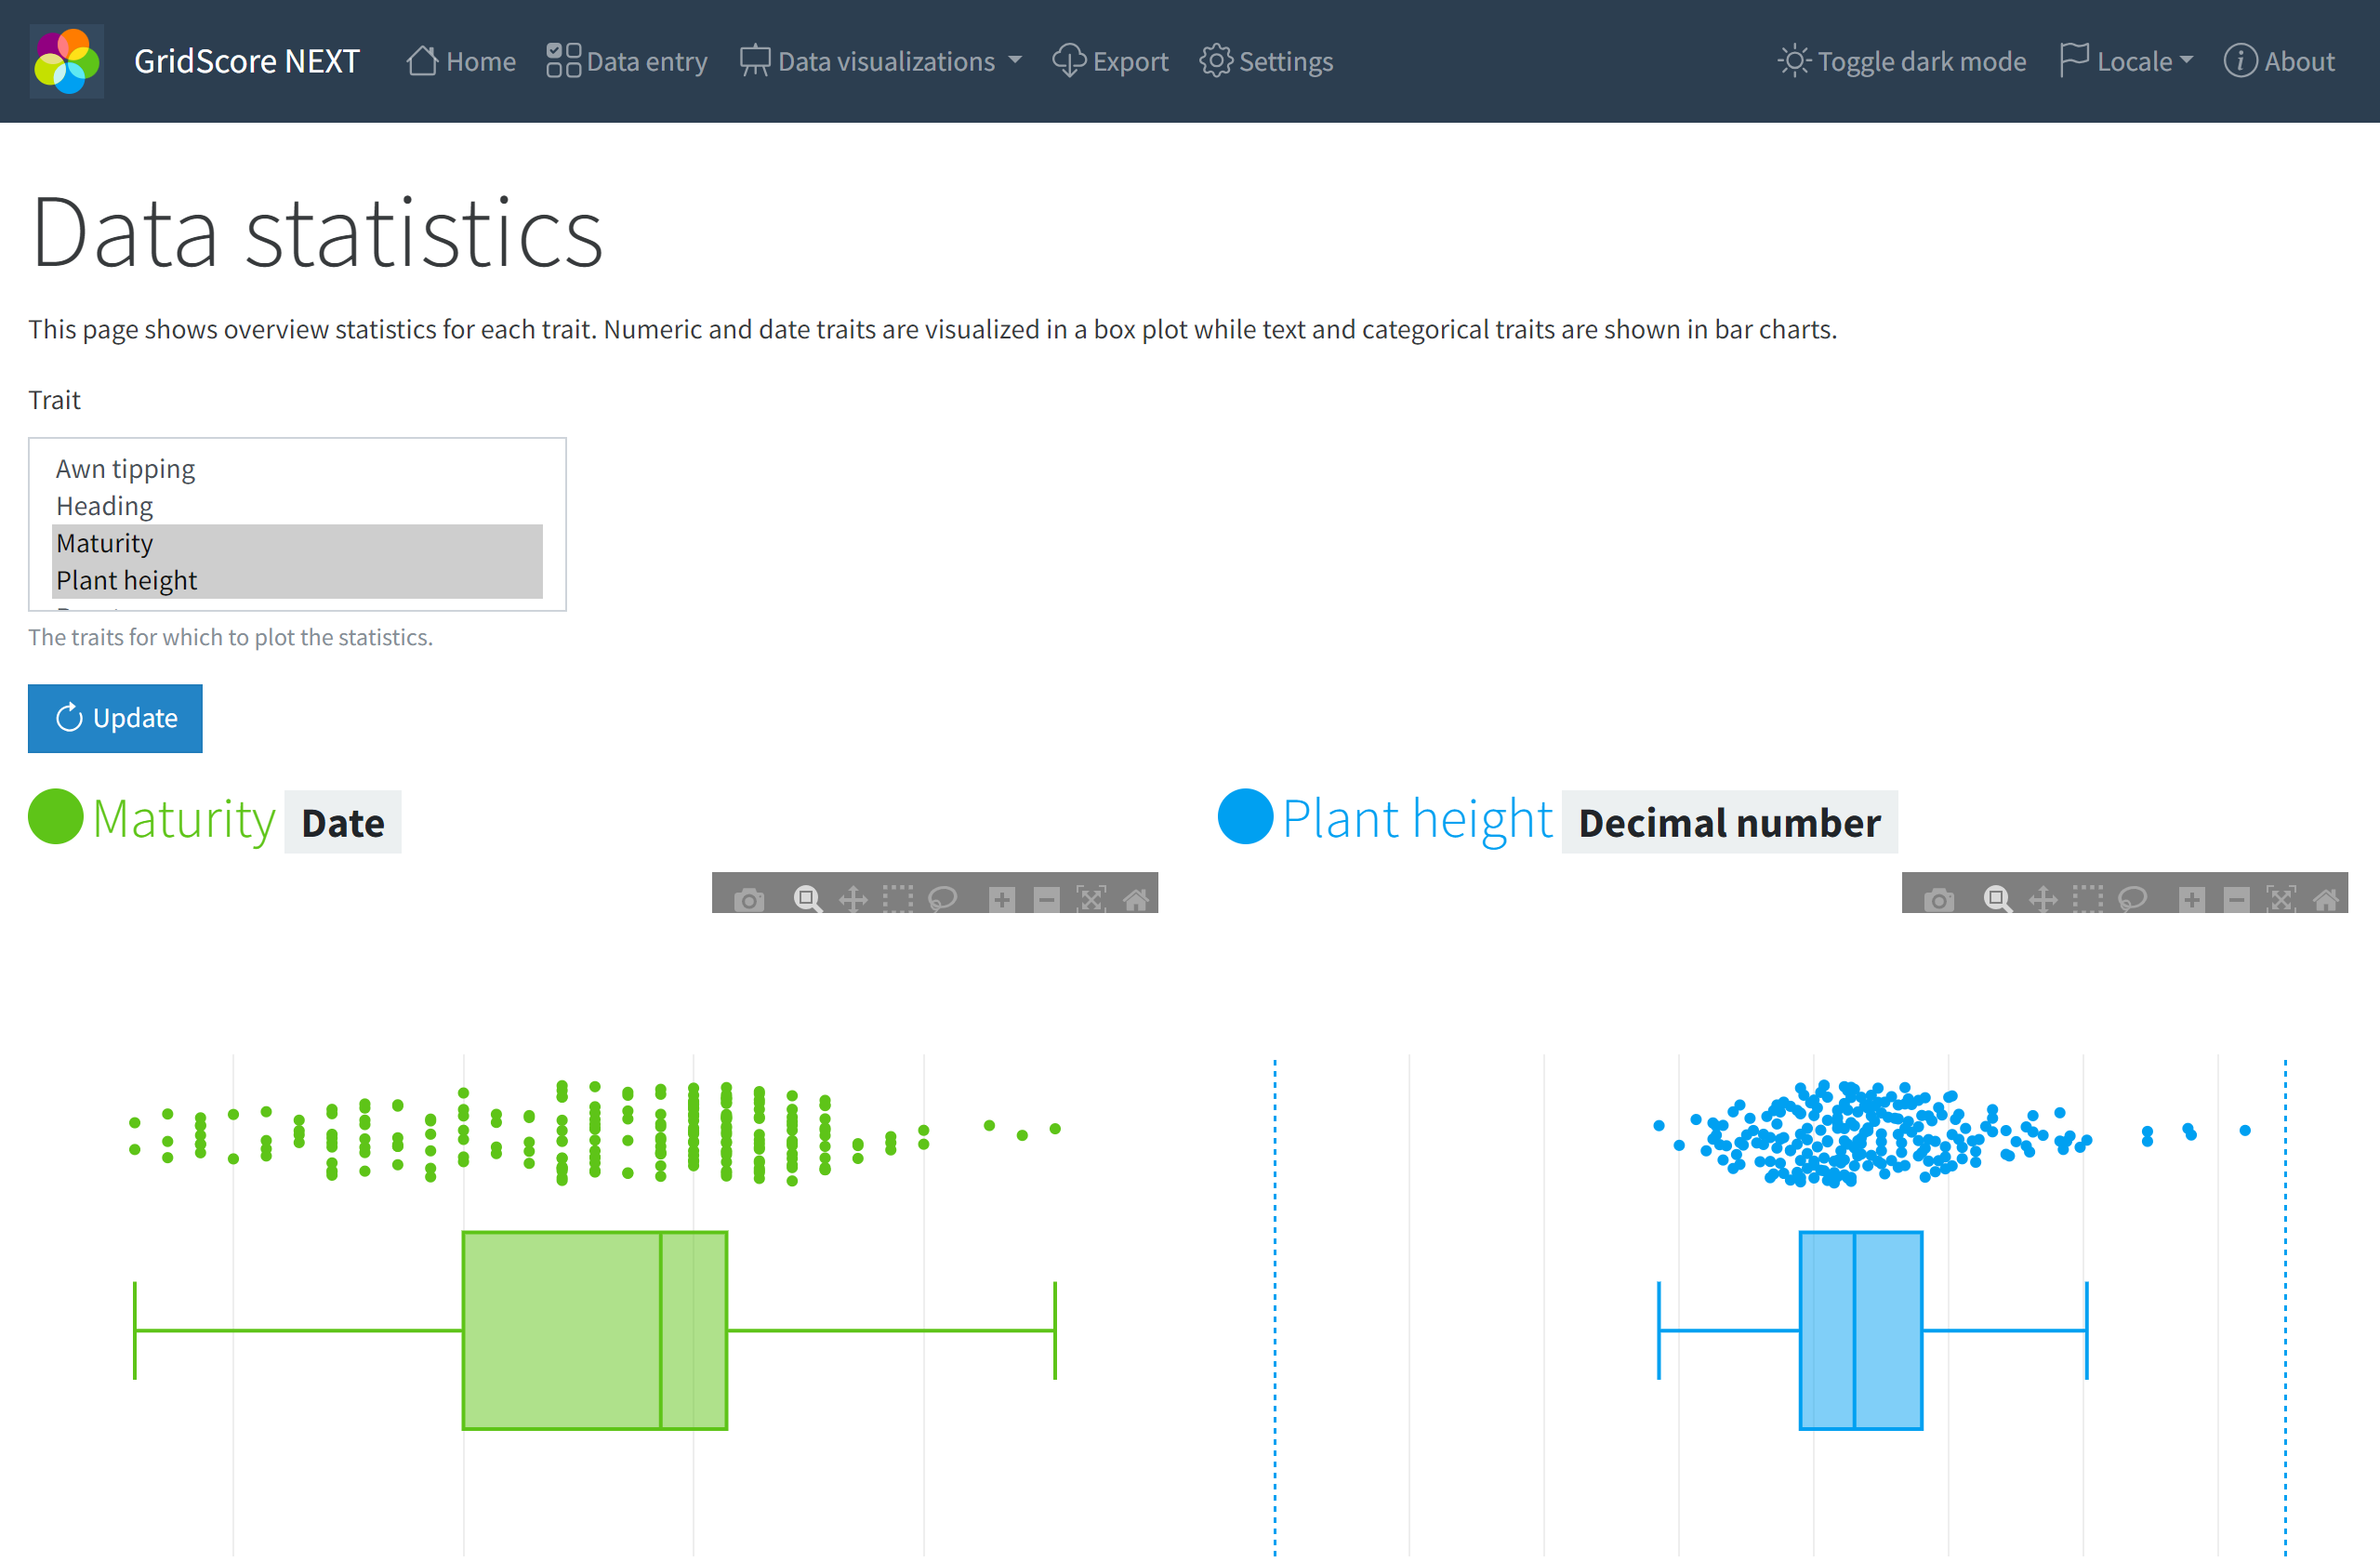 GridScore NEXT Home Data entry Data visualizations Export Settings Toggle dark mode Locale About
Data statistics
This page shows overview statistics for each trait. Numeric and date traits are visualized in a box plot while text and categorical traits are shown in bar charts.
Trait
Awn tipping
Heading
Maturity
Plant height
The traits for which to plot the statistics.
Update
Maturity Date
Plant height Decimal number